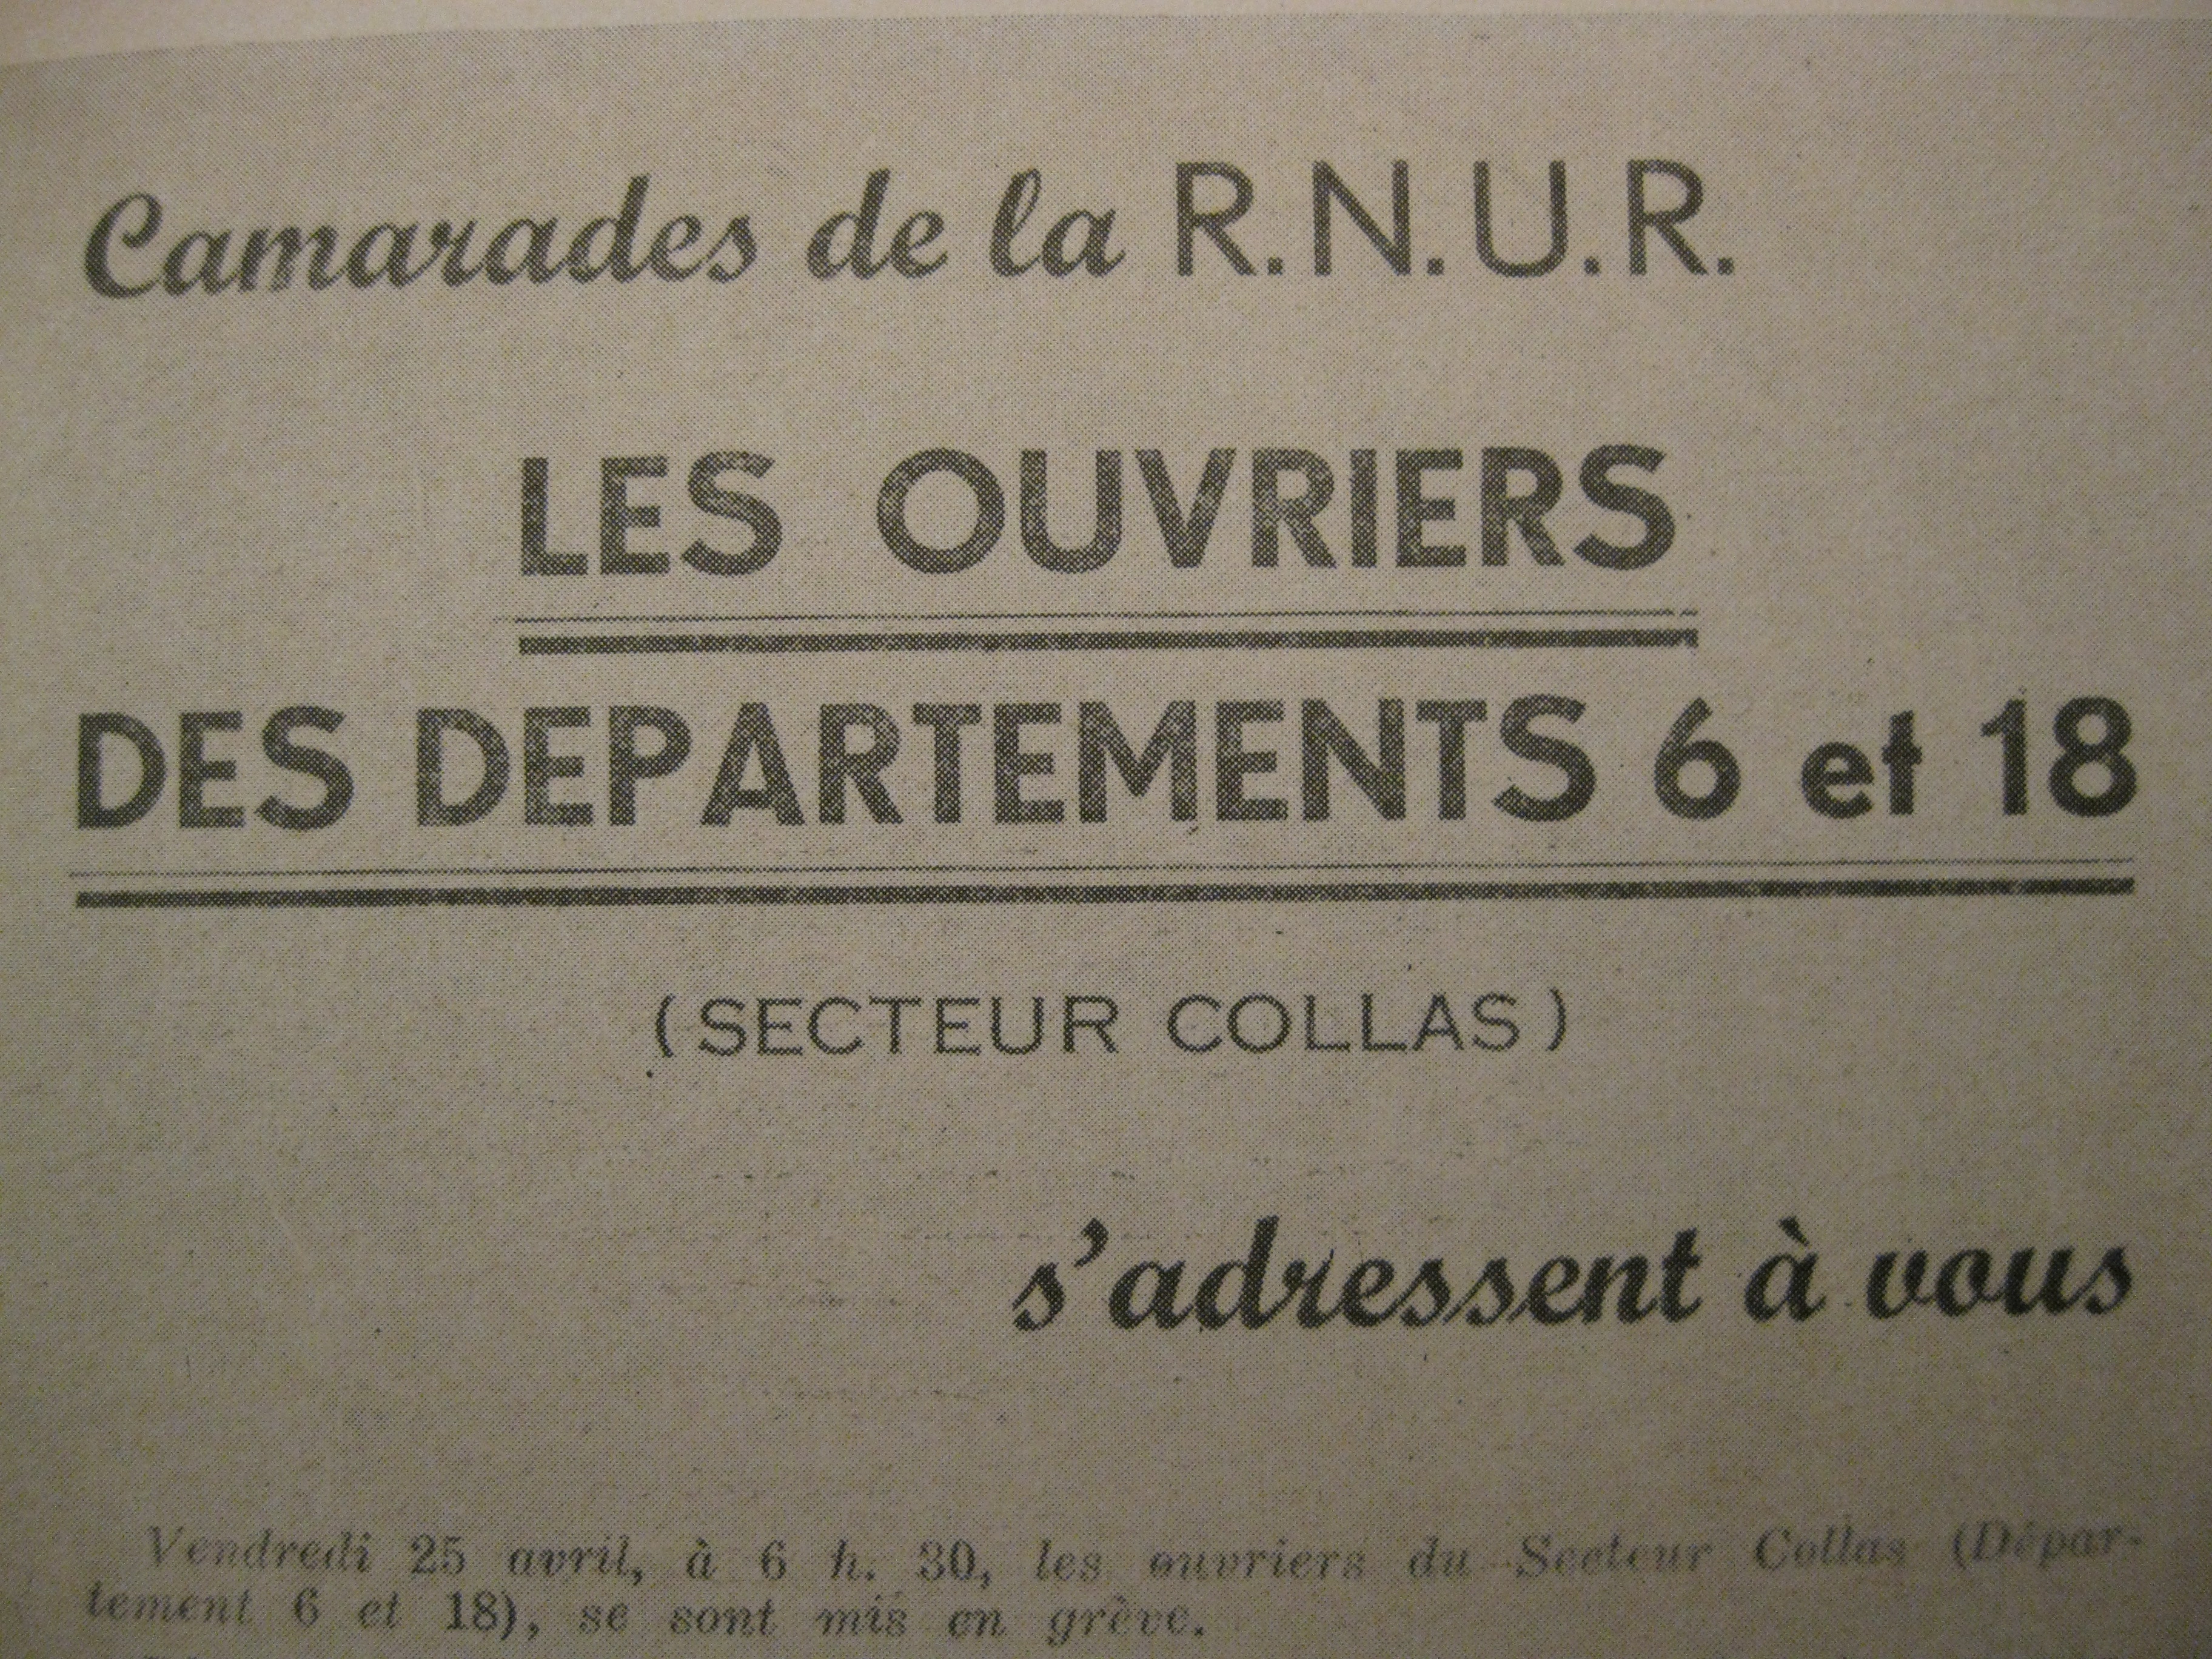 Camarades de la R.N.U.R.
LES OUVRIERS
DES DEPARTEMENTS 6 et 18
(SECTEUR COLLAS)
s'adressent à vous
Vendredi 25 avril, à 6 h. 30, les ouvriers du Secteur Collas (Dépar-
tement 6 et 18), se sont mis en grève.